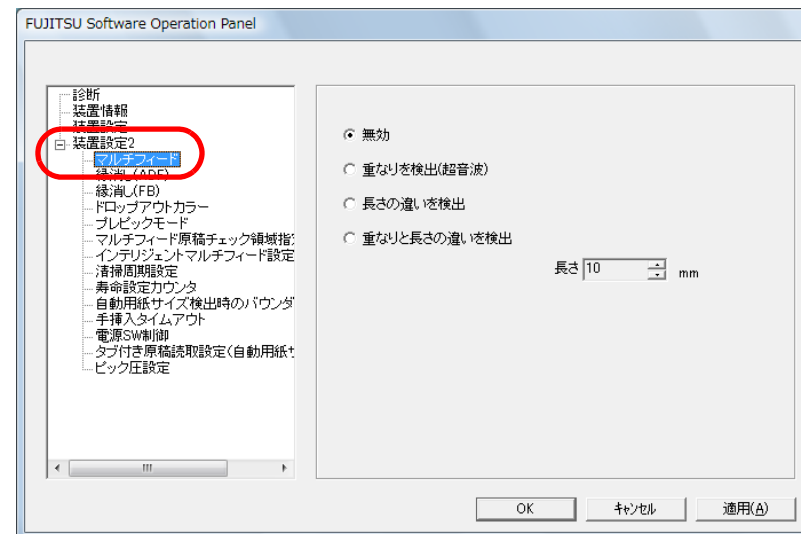 FUJITSU Software Operation Panel
診断
装置情報
装置設定
装置設定2
マルチフィード
縁消し(ADF)
縁消し(FB)
ドロップアウトカラー
プレピックモード
マルチフィード原稿チェック領域指
インテリジェントマルチフィード設定
清掃周期設定
寿命設定カウンタ
自動用紙サイズ検出時のバウンダ
手挿入タイムアウト
電源SW制御
タブ付き原稿読取設定(自動用紙サ
ピック圧設定
無効
重なりを検出(超音波)
長さの違いを検出
重なりと長さの違いを検出
長さ 10 mm
OK キャンセル 適用(A)